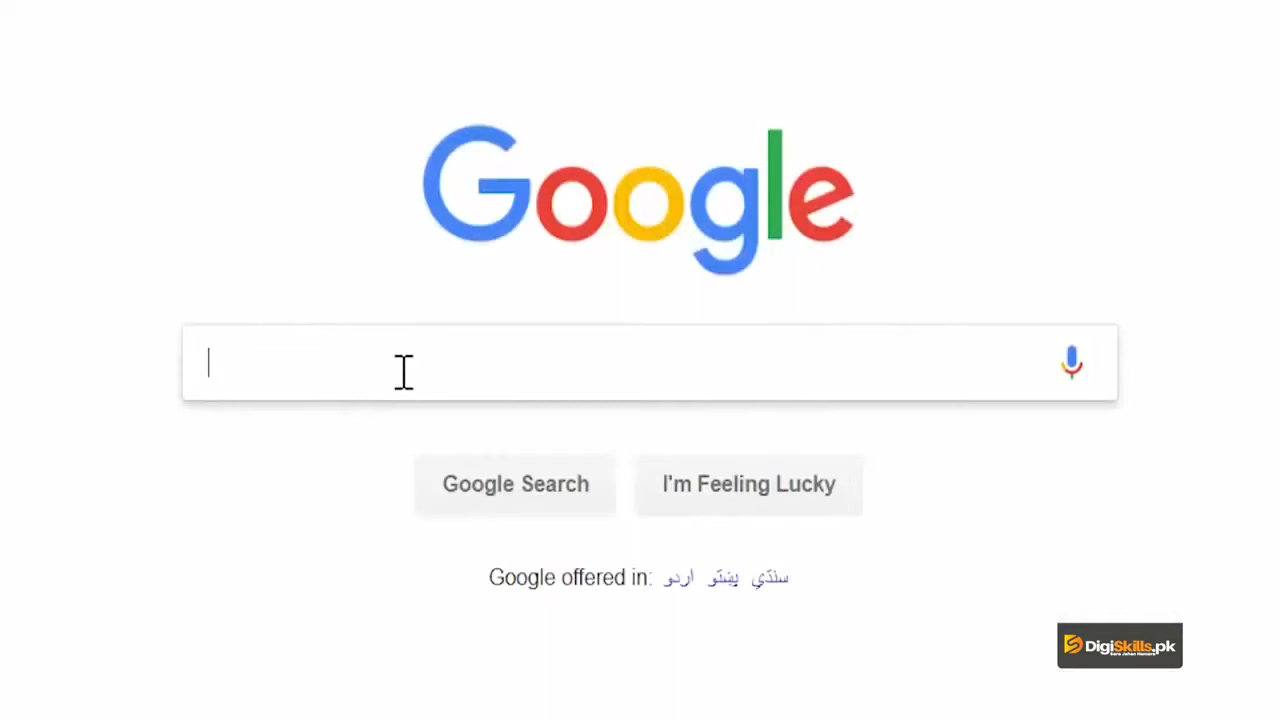 Google
Google Search
I'm Feeling Lucky
Google offered in: اردو پښتو سنڌي
DigiSkills.pk